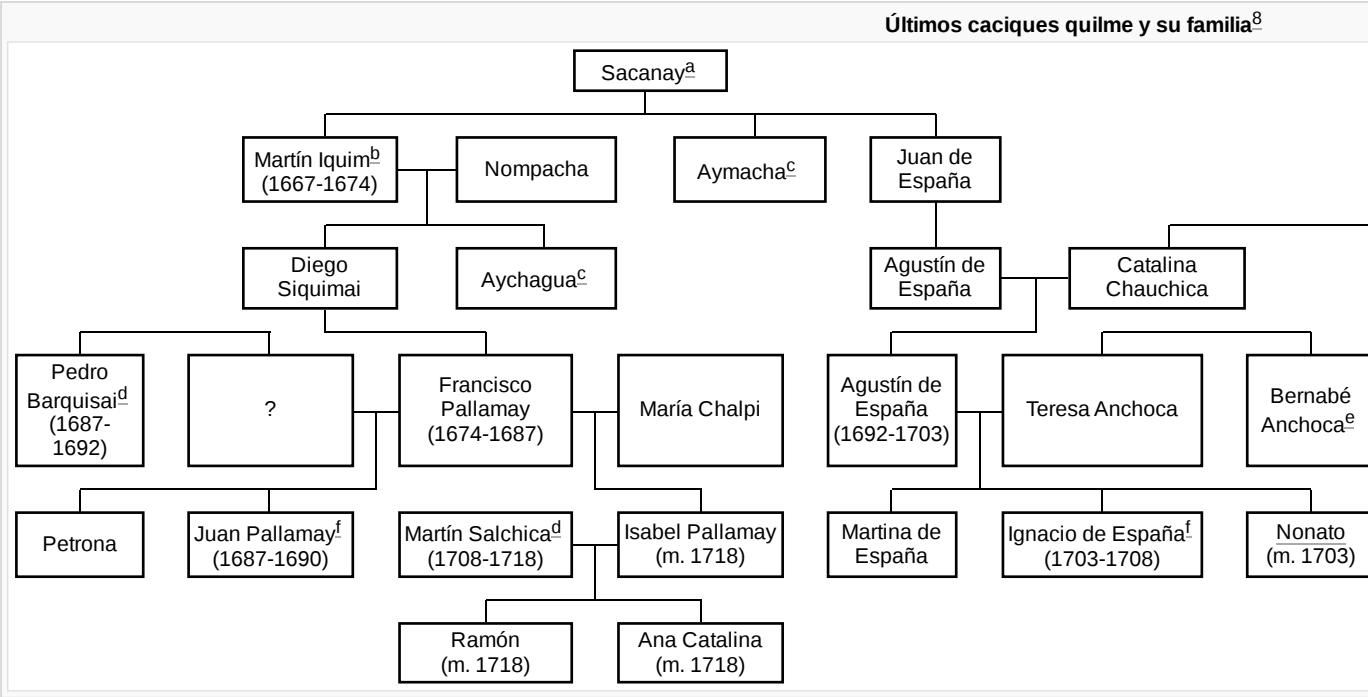 Últimos caciques quilme y su familia8
Sacanaya
Martín Iquimb
(1667-1674)
Nompacha
Aymachac
Juan de
España
Diego
Siquimai
Aychaguac
Agustín de
España
Catalina
Chauchica
Pedro
Barquisaid
(1687-
1692)
?
Francisco
Pallamay
(1674-1687)
María Chalpi
Agustín de
España
(1692-1703)
Teresa Anchoca
Bernabé
Anchocae
Petrona
Juan Pallamayf
(1687-1690)
Martín Salchicad
(1708-1718)
Isabel Pallamay
(m. 1718)
Martina de
España
Ignacio de Españaf
(1703-1708)
Nonato
(m. 1703)
Ramón
(m. 1718)
Ana Catalina
(m. 1718)